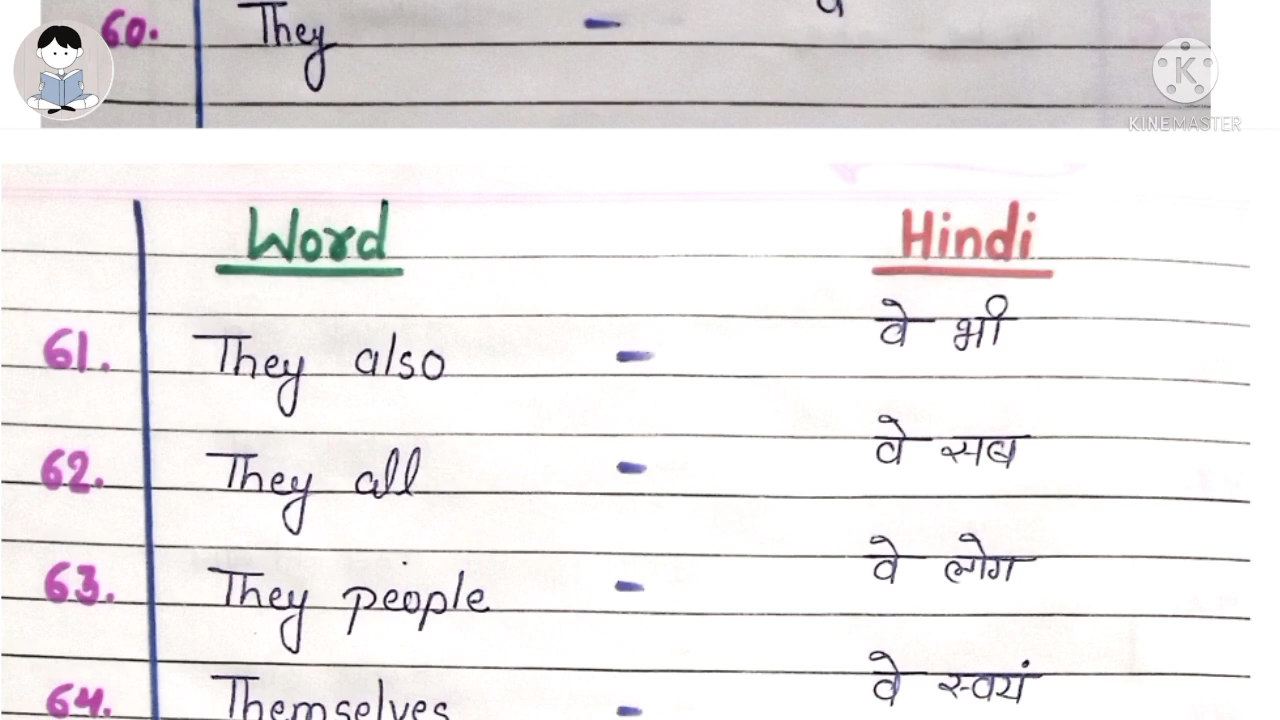 60. They -
KINEMASTER
Word Hindi
61. They also - वे भी
62. They all - वे सब
63. They people - वे लोग
64. Themselves - वे स्वयं